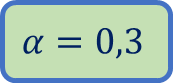 α = 0,3